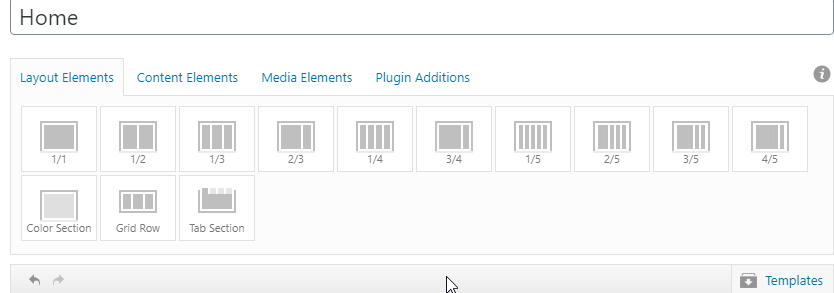 Home
Layout Elements Content Elements Media Elements Plugin Additions
1/1 1/2 1/3 2/3 1/4 3/4 1/5 2/5 3/5 4/5
Color Section Grid Row Tab Section
Templates